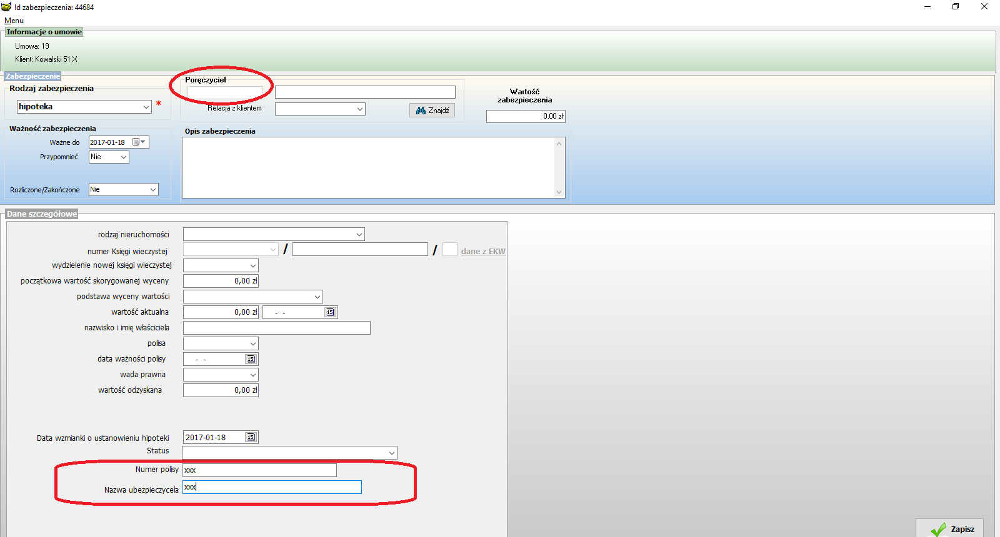 Id zabezpieczenia: 44684
Menu
Informacje o umowie
Umowa: 19
Klient: Kowalski 51 X
Zabezpieczenie
Rodzaj zabezpieczenia
hipoteka
*
Poręczyciel
Relacja z klientem
Znajdź
Wartość
zabezpieczenia
0,00 zł
Ważność zabezpieczenia
Ważne do 2017-01-18
Przypomnieć Nie
Rozliczone/Zakończone Nie
Opis zabezpieczenia
Dane szczegółowe
rodzaj nieruchomości
numer Księgi wieczystej / / dane z EKW
wydzielenie nowej księgi wieczystej
początkowa wartość skorygowanej wyceny 0,00 zł
podstawa wyceny wartości
wartość aktualna 0,00 zł - - 15
nazwisko i imię właściciela
polisa
data ważności polisy - - 15
wada prawna
wartość odzyskana 0,00 zł
Data wzmianki o ustanowieniu hipoteki 2017-01-18 15
Status
Numer polisy xxx
Nazwa ubezpieczycela xxx
Zapisz